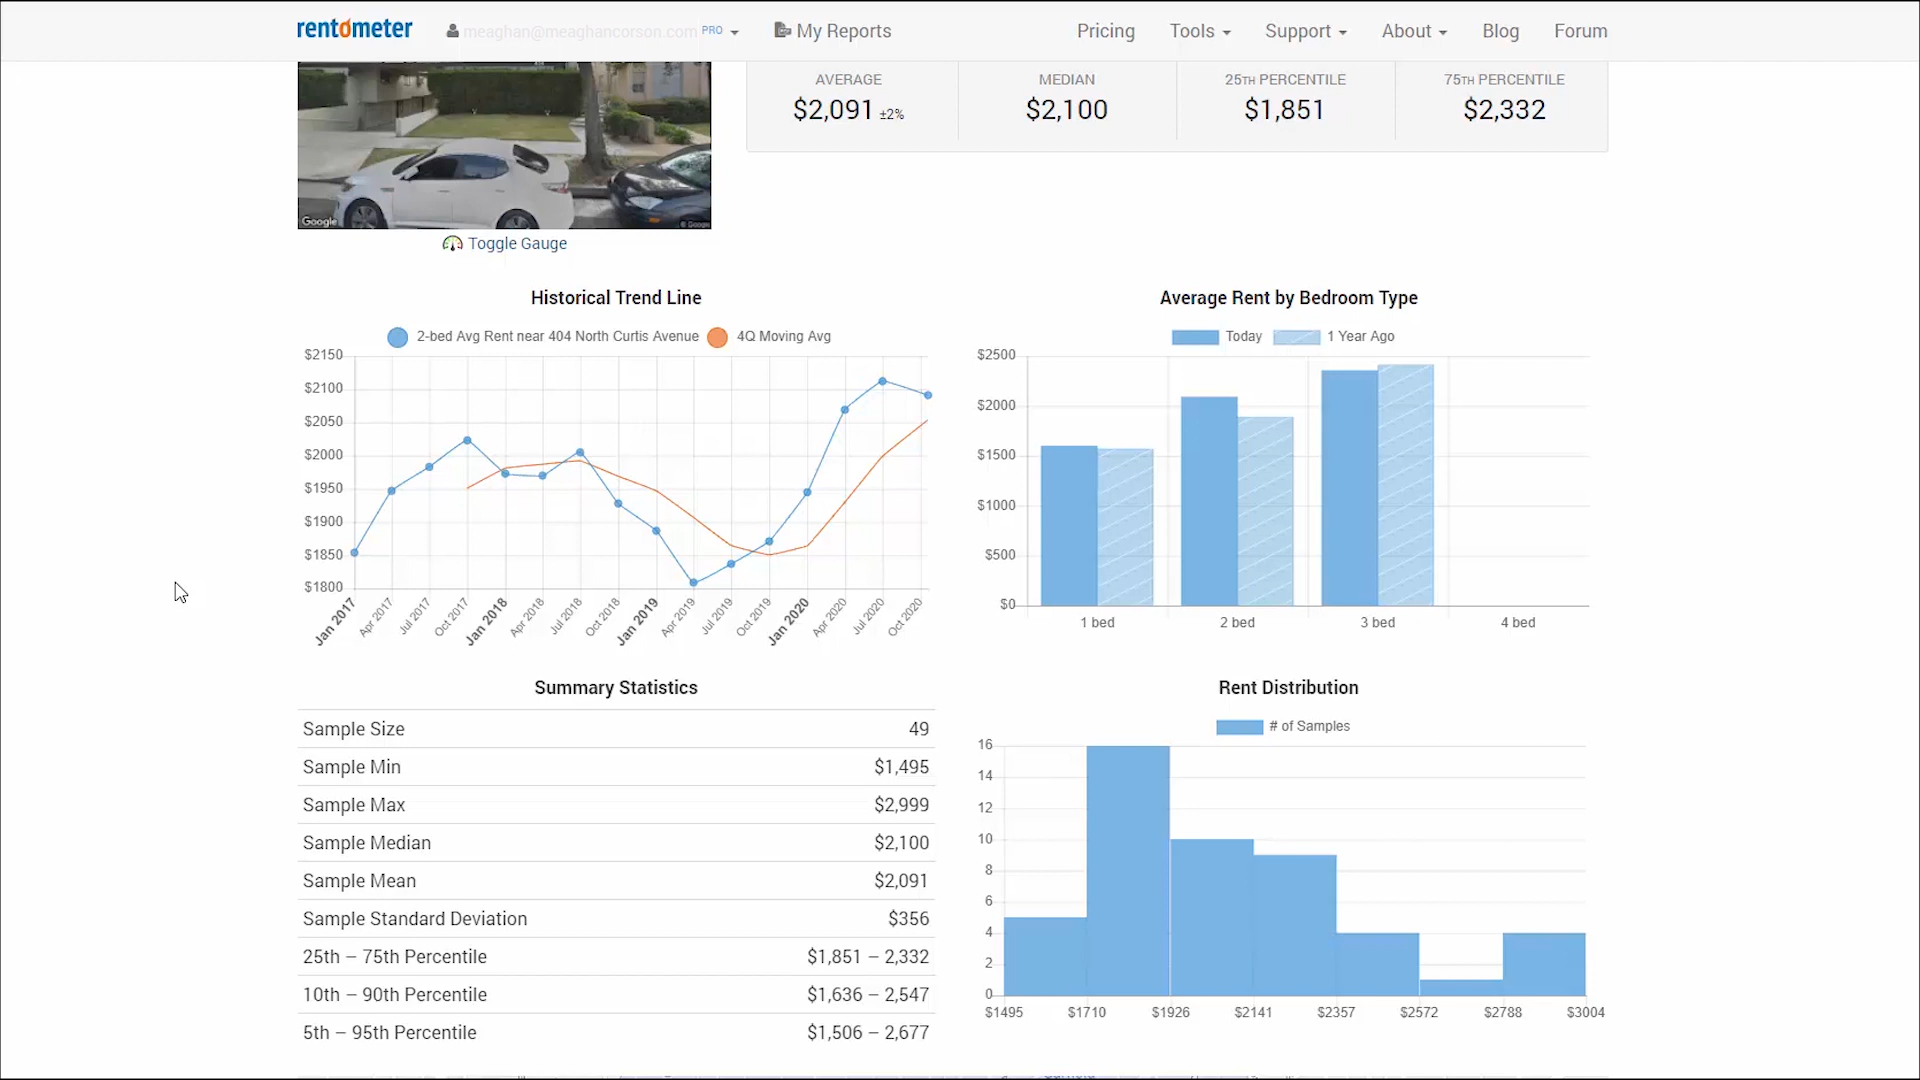 rentometer meaghan@meaghancorson.com PRO My Reports Pricing Tools Support About Blog Forum
AVERAGE MEDIAN 25TH PERCENTILE 75TH PERCENTILE
$2,091 ±2% $2,100 $1,851 $2,332
Google © Google
Toggle Gauge
Historical Trend Line
2-bed Avg Rent near 404 North Curtis Avenue 4Q Moving Avg
$2150
$2100
$2050
$2000
$1950
$1900
$1850
$1800
Jan 2017 Apr 2017 Jul 2017 Oct 2017 Jan 2018 Apr 2018 Jul 2018 Oct 2018 Jan 2019 Apr 2019 Jul 2019 Oct 2019 Jan 2020 Apr 2020 Jul 2020 Oct 2020
Average Rent by Bedroom Type
Today 1 Year Ago
$2500
$2000
$1500
$1000
$500
$0
1 bed 2 bed 3 bed 4 bed
Summary Statistics
Sample Size 49
Sample Min $1,495
Sample Max $2,999
Sample Median $2,100
Sample Mean $2,091
Sample Standard Deviation $356
25th – 75th Percentile $1,851 – 2,332
10th – 90th Percentile $1,636 – 2,547
5th – 95th Percentile $1,506 – 2,677
Rent Distribution
# of Samples
16
14
12
10
8
6
4
2
0
$1495 $1710 $1926 $2141 $2357 $2572 $2788 $3004